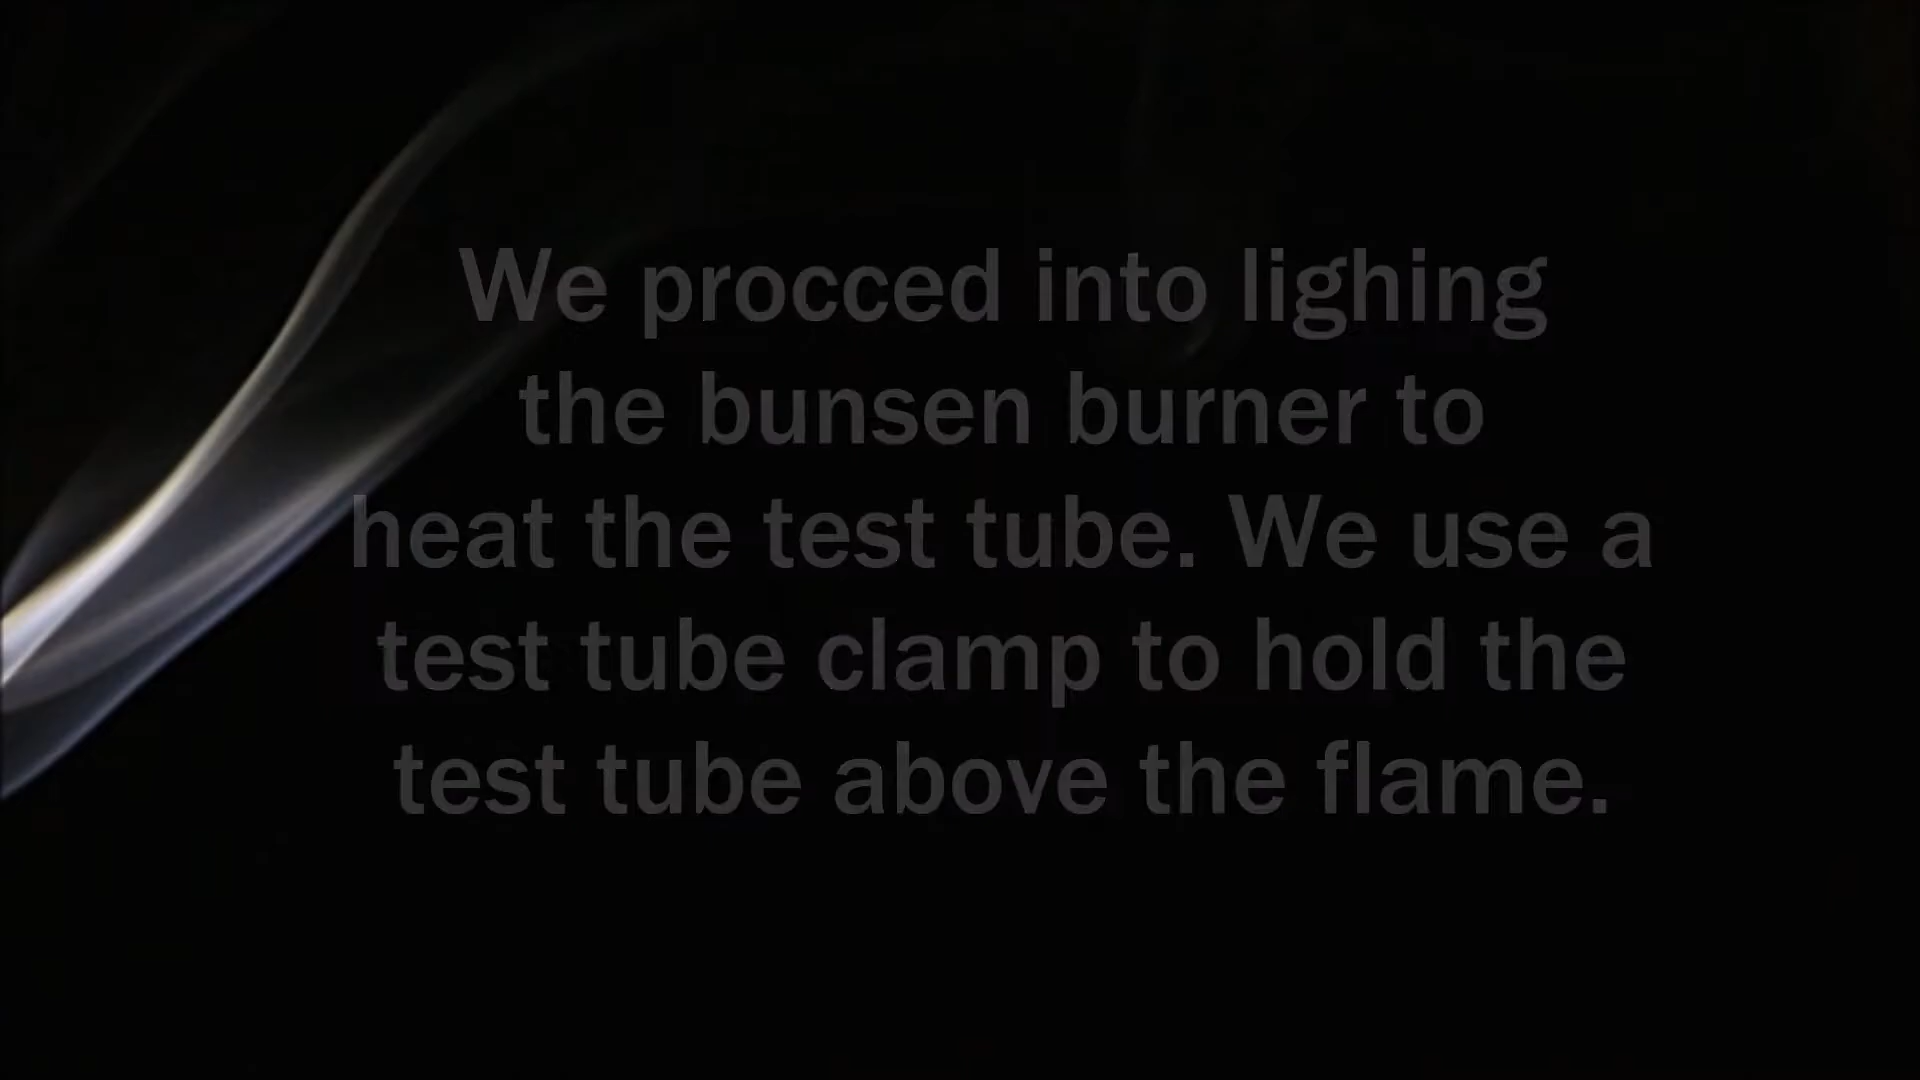 We procced into lighing
the bunsen burner to
heat the test tube. We use a
test tube clamp to hold the
test tube above the flame.